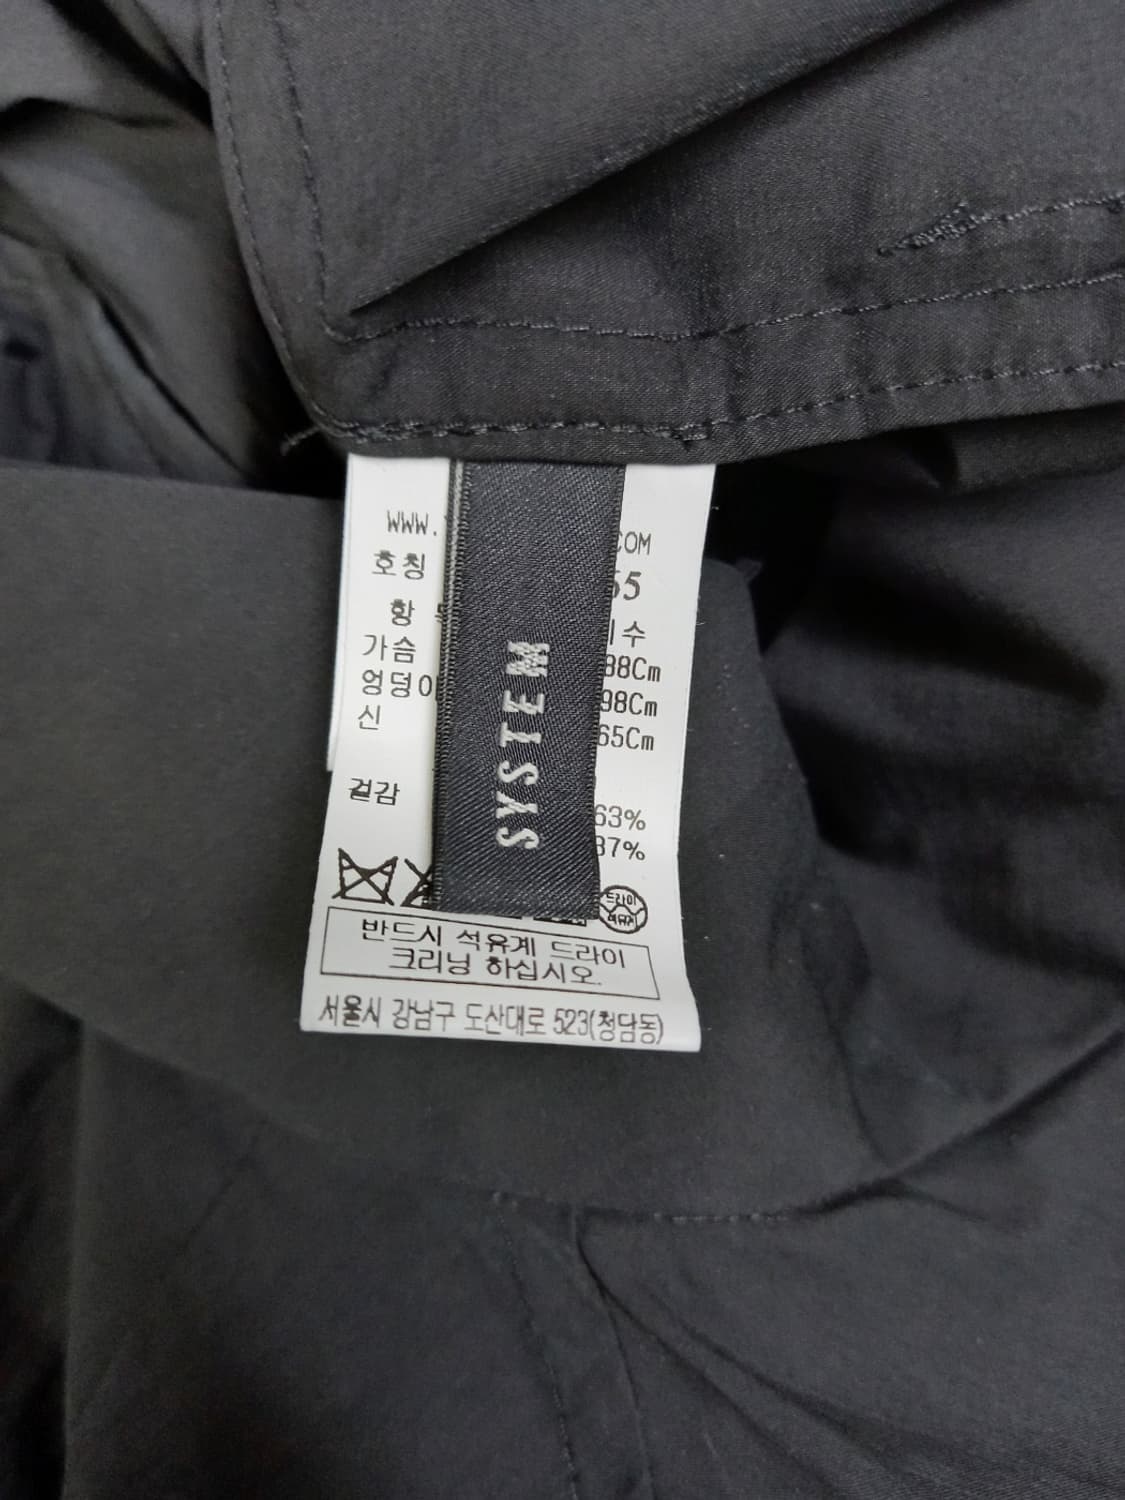 WWW. COM
호칭 55
항 치수
가슴 88Cm
엉덩이 98Cm
신 165Cm
겉감
63%
37%
SYSTEM
드라이
반드시 석유계 드라이
크리닝 하십시오.
서울시 강남구 도산대로 523(청담동)